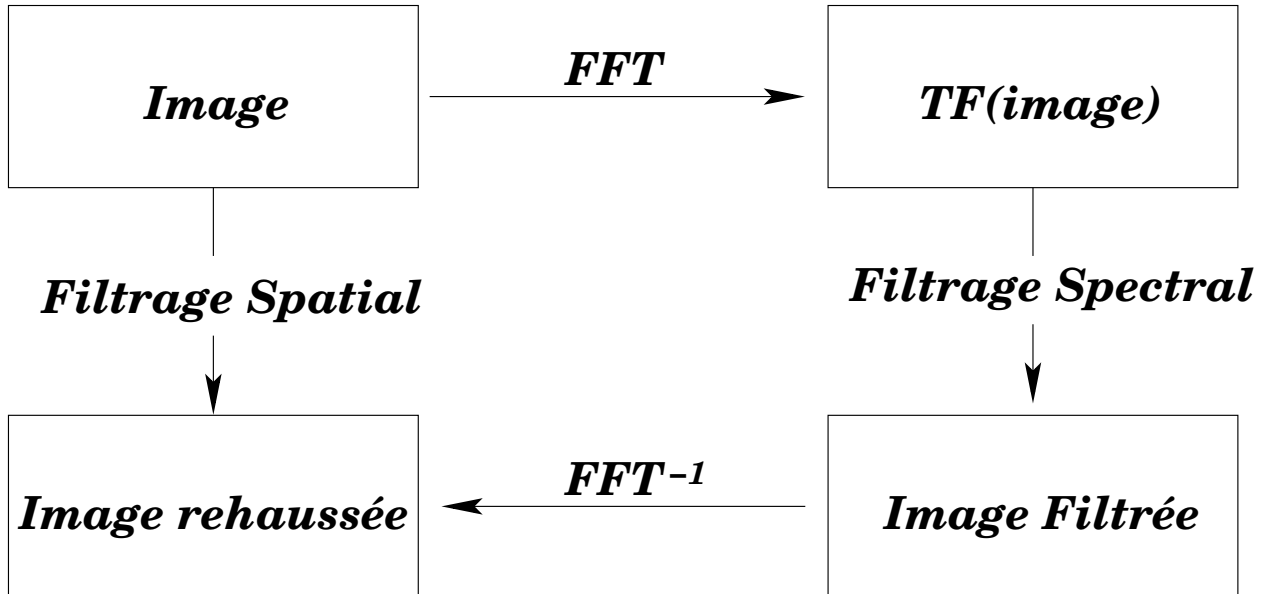 Image
FFT
TF(image)
Filtrage Spatial
Filtrage Spectral
Image rehaussée
FFT⁻¹
Image Filtrée